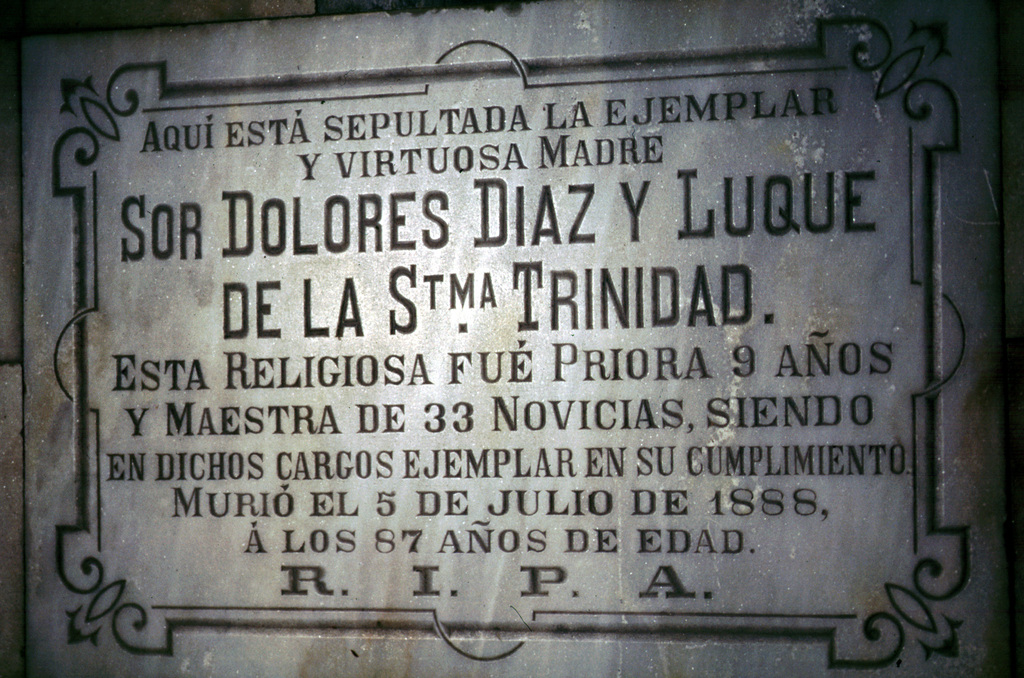 AQUÍ ESTÁ SEPULTADA LA EJEMPLAR
Y VIRTUOSA MADRE
SOR DOLORES DIAZ Y LUQUE
DE LA STMA. TRINIDAD.
ESTA RELIGIOSA FUÉ PRIORA 9 AÑOS
Y MAESTRA DE 33 NOVICIAS, SIENDO
EN DICHOS CARGOS EJEMPLAR EN SU CUMPLIMIENTO.
MURIÓ EL 5 DE JULIO DE 1888,
Á LOS 87 AÑOS DE EDAD.
R. I. P. A.